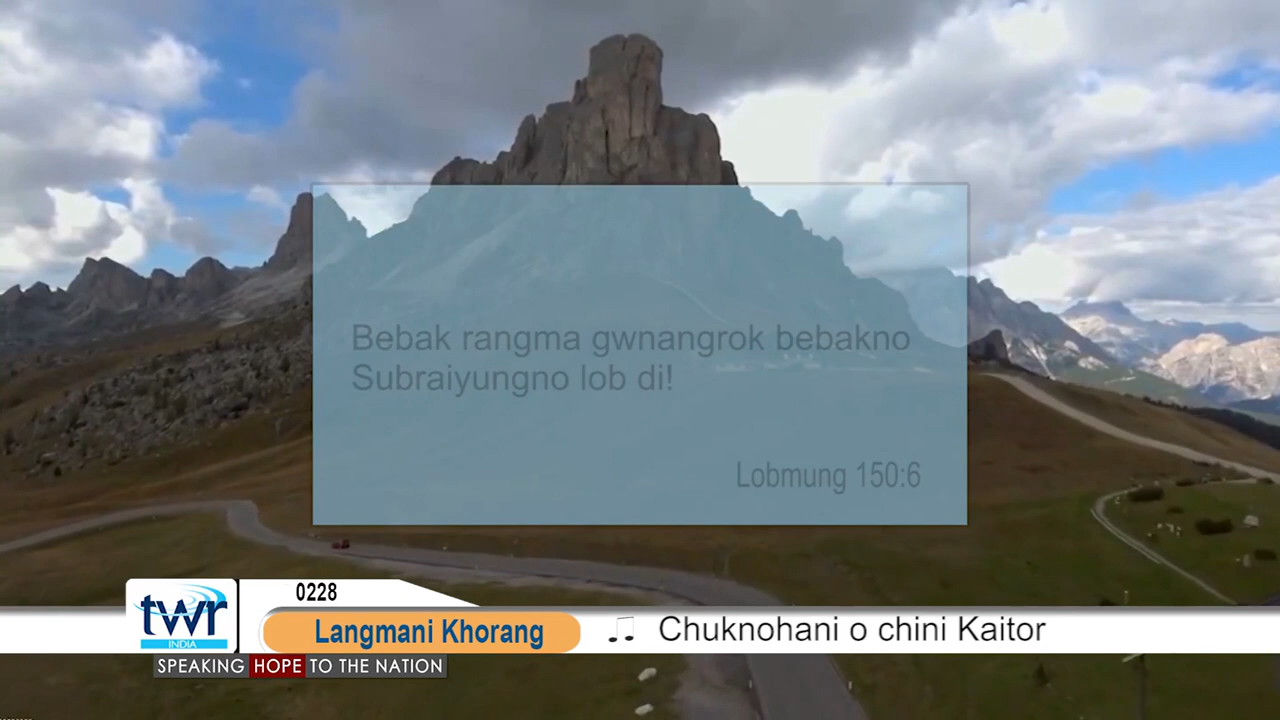 Bebak rangma gwnangrok bebakno
Subraiyungno lob di!
Lobmung 150:6
twr
INDIA
0228
Langmani Khorang
Chuknohani o chini Kaitor
SPEAKING HOPE TO THE NATION